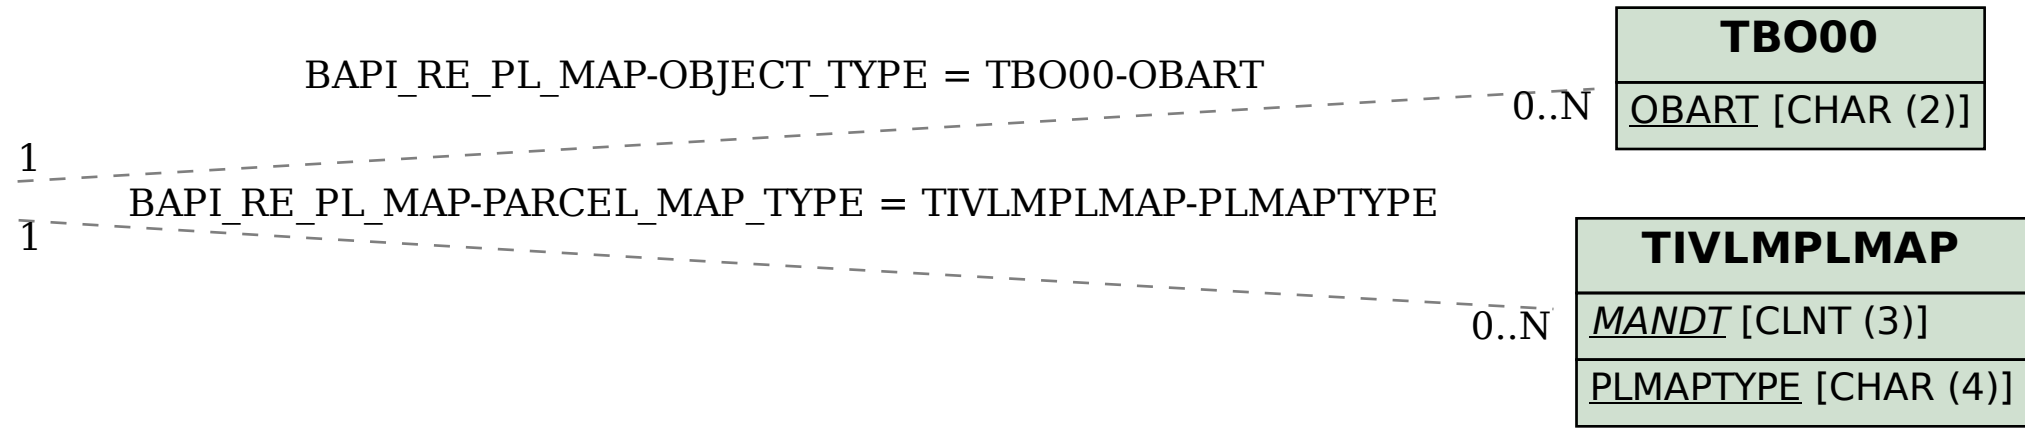 TBO00
BAPI_RE_PL_MAP-OBJECT_TYPE = TBO00-OBART
0..N
OBART [CHAR (2)]
1
BAPI_RE_PL_MAP-PARCEL_MAP_TYPE = TIVLMPLMAP-PLMAPTYPE
1
TIVLMPLMAP
0..N
MANDT [CLNT (3)]
PLMAPTYPE [CHAR (4)]